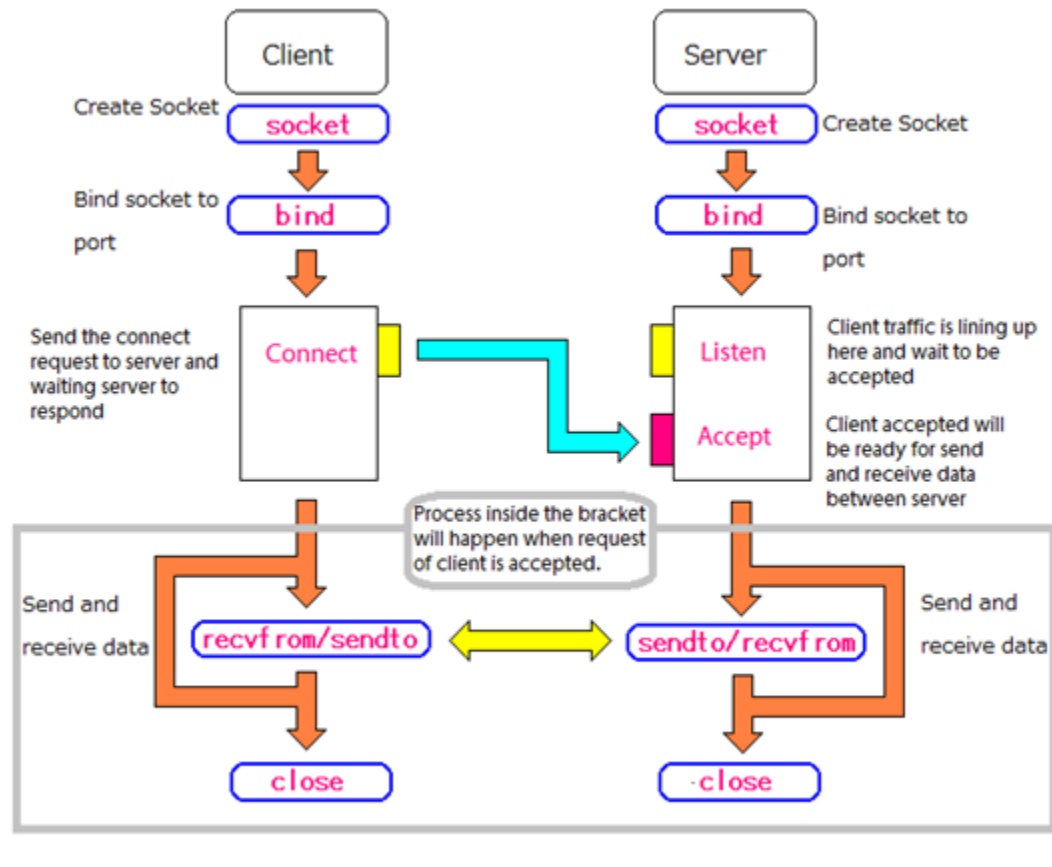 Client
Server
Create Socket
socket
socket
Create Socket
Bind socket to
port
bind
bind
Bind socket to
port
Send the connect
request to server and
waiting server to
respond
Connect
Listen
Client traffic is lining up
here and wait to be
accepted
Accept
Client accepted will
be ready for send
and receive data
between server
Process inside the bracket
will happen when request
of client is accepted.
Send and
receive data
recvfrom/sendto
sendto/recvfrom
Send and
receive data
close
close